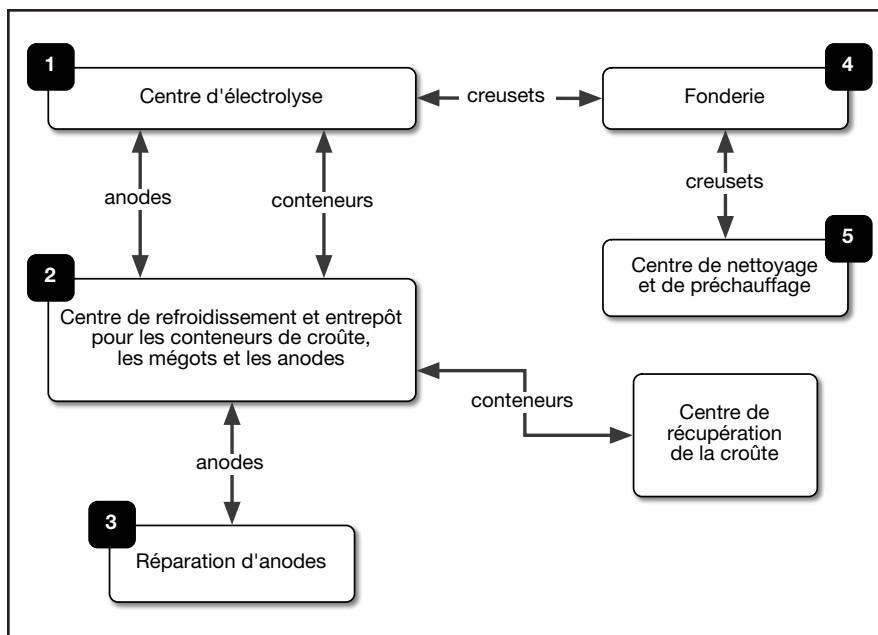 1
Centre d'électrolyse
creusets
4
Fonderie
anodes
conteneurs
creusets
2
Centre de refroidissement et entrepôt
pour les conteneurs de croûte,
les mégots et les anodes
5
Centre de nettoyage
et de préchauffage
conteneurs
Centre de
récupération
de la croûte
anodes
3
Réparation d'anodes